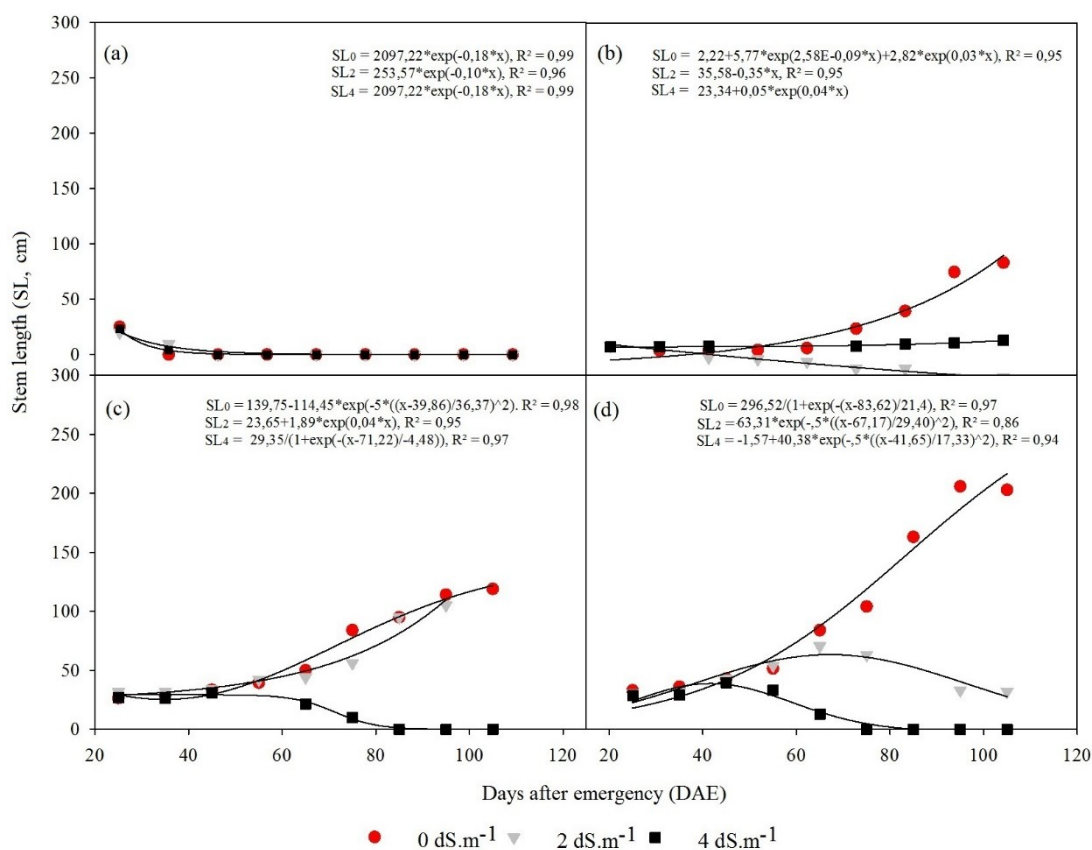 300
250
200
150
100
50
0
(a)
SL₀ = 2097,22*exp(-0,18*x), R² = 0,99
SL₂ = 253,57*exp(-0,10*x), R² = 0,96
SL₄ = 2097,22*exp(-0,18*x), R² = 0,99
(b)
SL₀ = 2,22+5,77*exp(2,58E-0,09*x)+2,82*exp(0,03*x), R² = 0,95
SL₂ = 35,58-0,35*x, R² = 0,95
SL₄ = 23,34+0,05*exp(0,04*x)
Stem length (SL, cm)
300
250
200
150
100
50
0
(c)
SL₀ = 139,75-114,45*exp(-5*((x-39,86)/36,37)^2). R² = 0,98
SL₂ = 23,65+1,89*exp(0,04*x), R² = 0,95
SL₄ = 29,35/(1+exp(-(x-71,22)/-4,48)), R² = 0,97
(d)
SL₀ = 296,52/(1+exp(-(x-83,62)/21,4), R² = 0,97
SL₂ = 63,31*exp(-,5*((x-67,17)/29,40)^2), R² = 0,86
SL₄ = -1,57+40,38*exp(-,5*((x-41,65)/17,33)^2), R² = 0,94
20 40 60 80 100 120 20 40 60 80 100 120
Days after emergency (DAE)
0 dS.m⁻¹ 2 dS.m⁻¹ 4 dS.m⁻¹